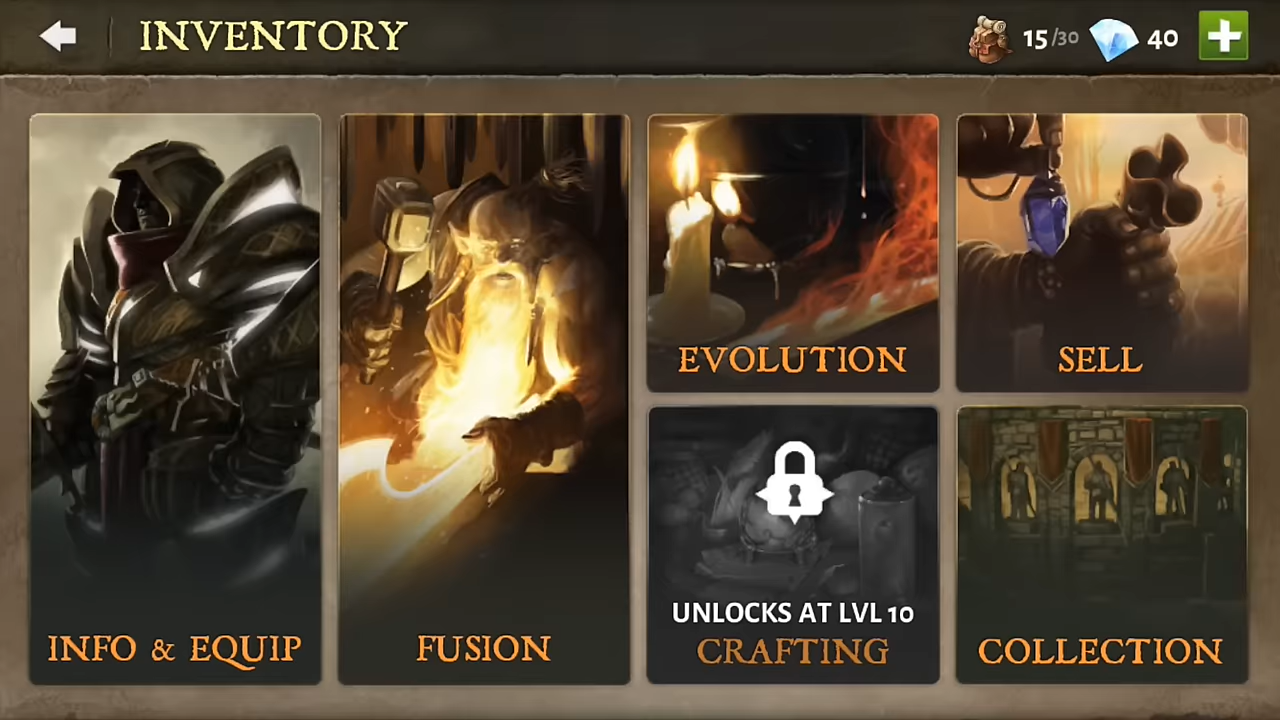 INVENTORY
15/30
40
INFO & EQUIP
FUSION
EVOLUTION
SELL
UNLOCKS AT LVL 10
CRAFTING
COLLECTION